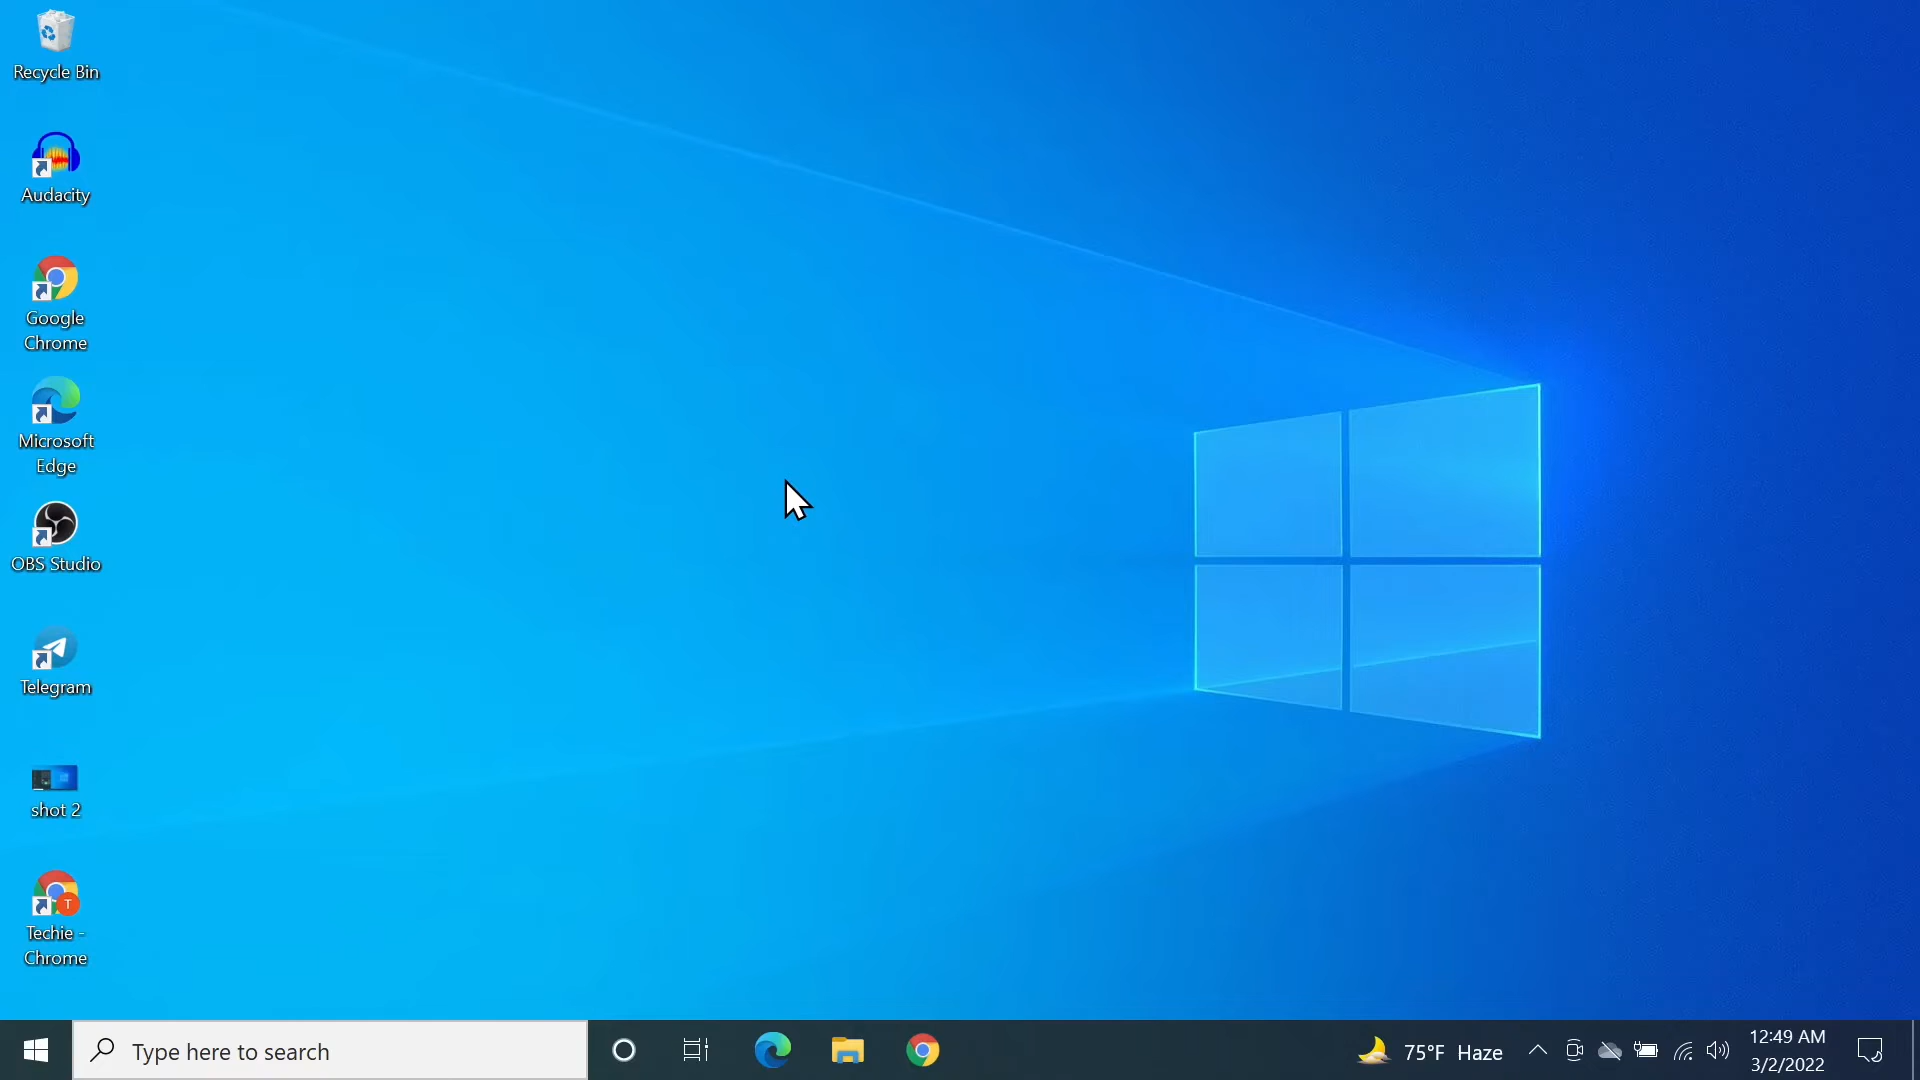 Recycle Bin
Audacity
Google
Chrome
Microsoft
Edge
OBS Studio
Telegram
shot 2
T
Techie -
Chrome
Type here to search
75°F Haze
12:49 AM
3/2/2022